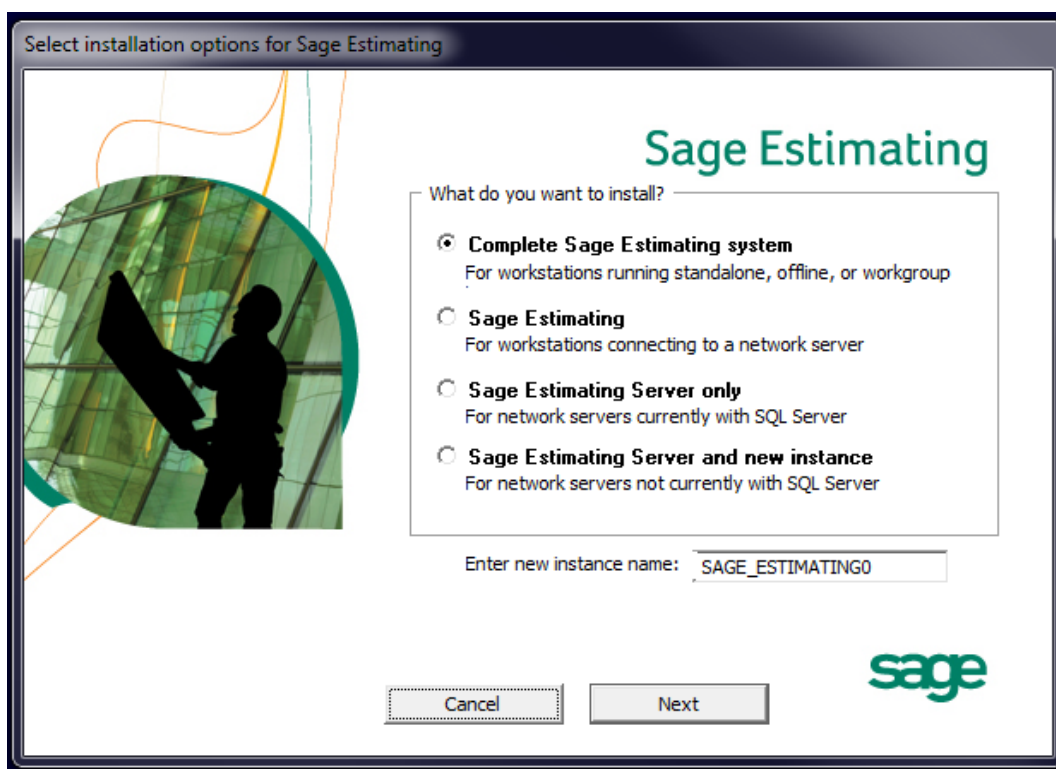 Select installation options for Sage Estimating
Sage Estimating
What do you want to install?
Complete Sage Estimating system
For workstations running standalone, offline, or workgroup
Sage Estimating
For workstations connecting to a network server
Sage Estimating Server only
For network servers currently with SQL Server
Sage Estimating Server and new instance
For network servers not currently with SQL Server
Enter new instance name: SAGE_ESTIMATING0
sage
Cancel Next